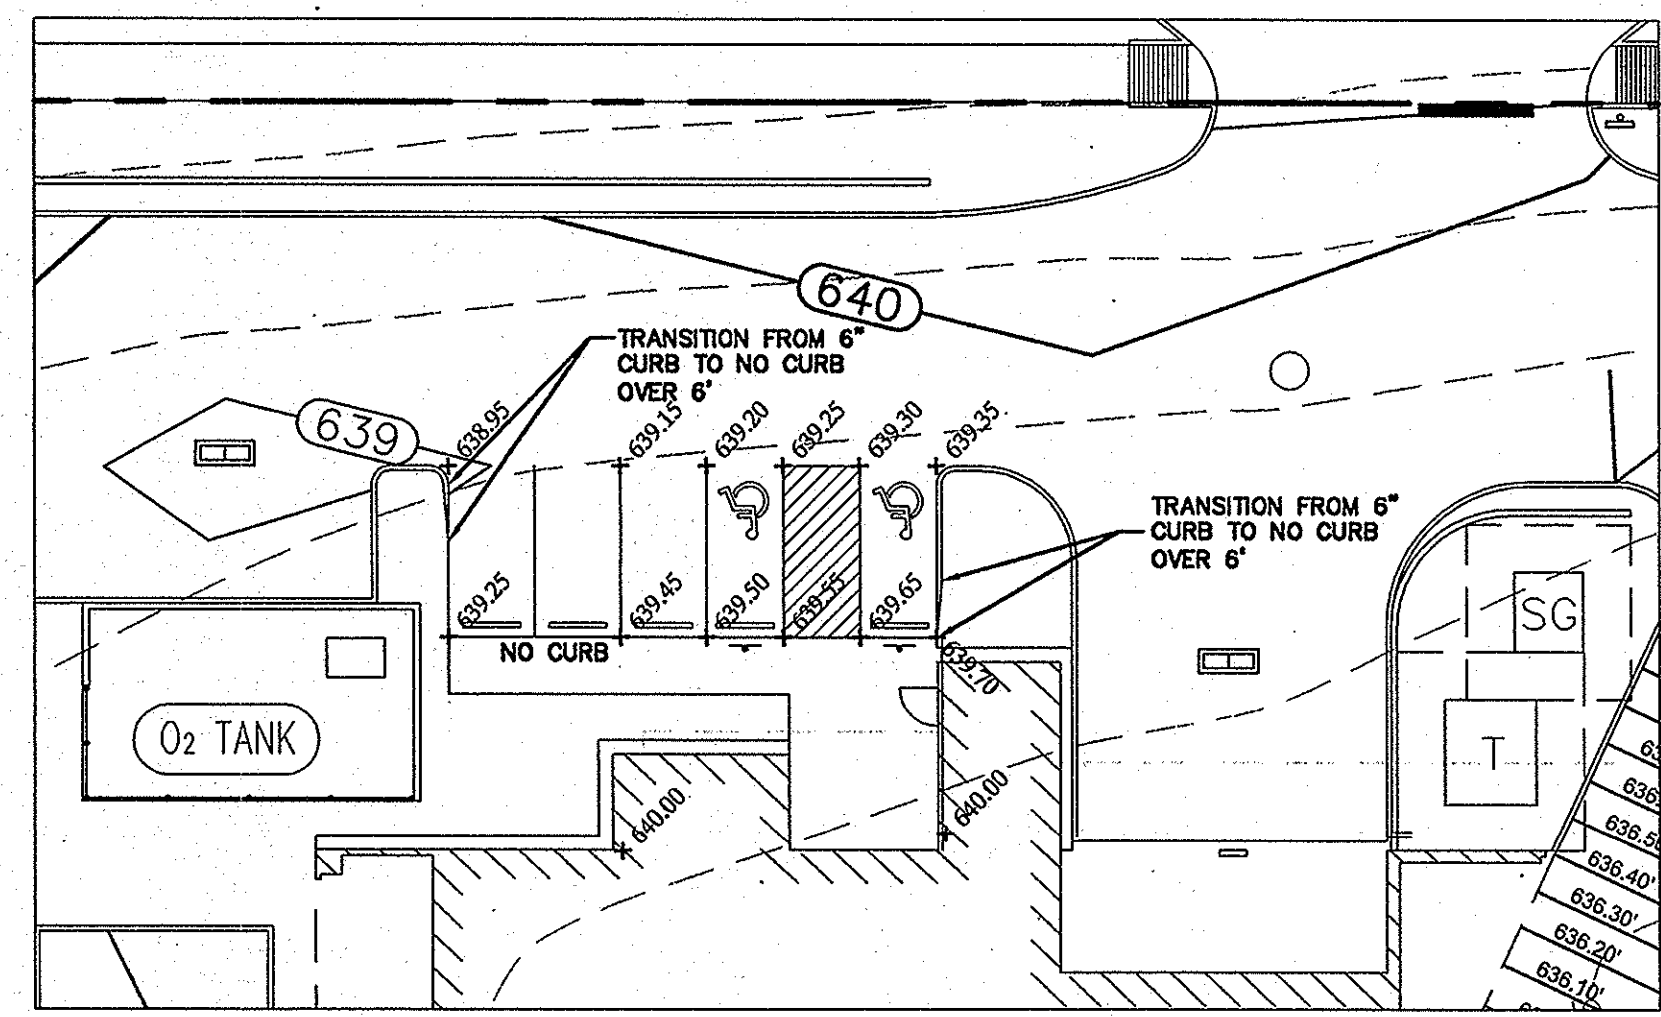 640
TRANSITION FROM 6"
CURB TO NO CURB
OVER 6'
639
638.95
639.15
639.20
639.25
639.30
639.35
TRANSITION FROM 6"
CURB TO NO CURB
OVER 6'
639.25
639.45
639.50
639.55
639.65
NO CURB
639.70
SG
O2 TANK
T
640.00
640.00
636.40'
636.30'
636.20'
636.10'